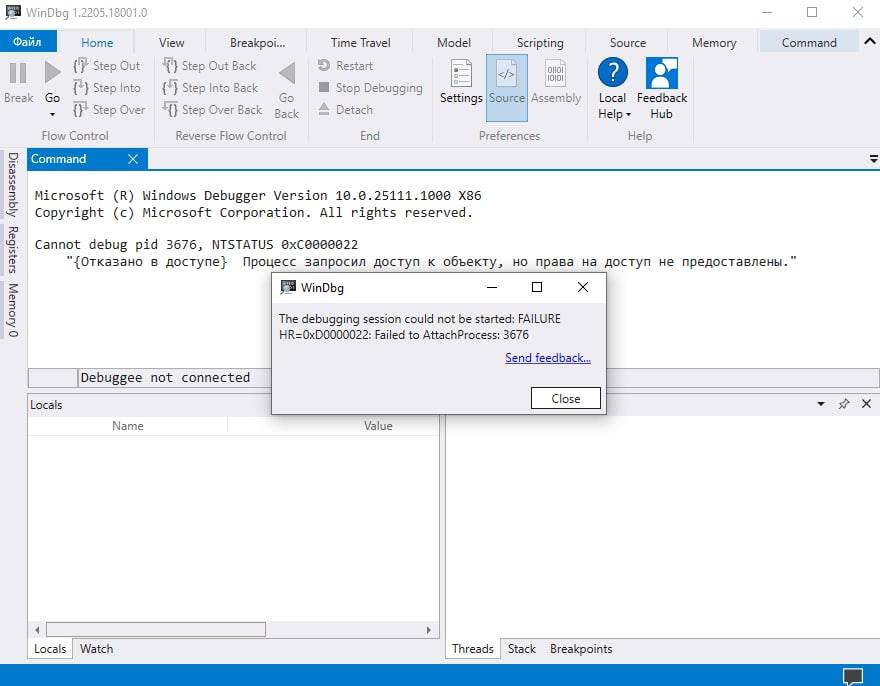 WinDbg 1.2205.18001.0
Файл Home View Breakpoi... Time Travel Model Scripting Source Memory Command
Break
Go
Step Out
Step Into
Step Over
Flow Control
Step Out Back
Step Into Back
Step Over Back
Go Back
Reverse Flow Control
Restart
Stop Debugging
Detach
End
Settings
Source
Assembly
Preferences
Local Help
Feedback Hub
Help
Disassembly
Registers
Memory 0
Command
Microsoft (R) Windows Debugger Version 10.0.25111.1000 X86
Copyright (c) Microsoft Corporation. All rights reserved.
Cannot debug pid 3676, NTSTATUS 0xC0000022
"{Отказано в доступе} Процесс запросил доступ к объекту, но права на доступ не предоставлены."
WinDbg
The debugging session could not be started: FAILURE
HR=0xD0000022: Failed to AttachProcess: 3676
Send feedback...
Close
Debuggee not connected
Locals
Name Value
Locals Watch
Threads Stack Breakpoints